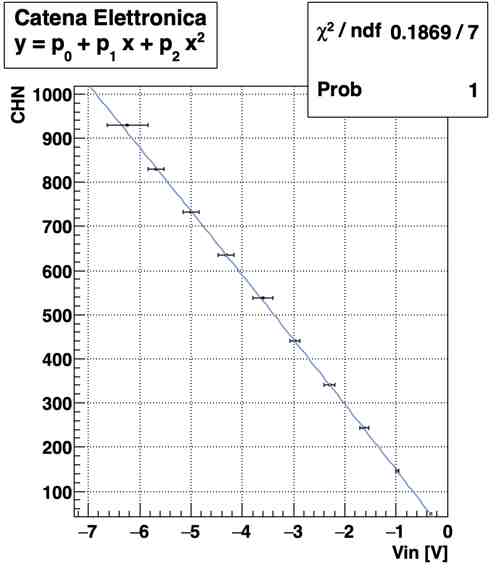 Catena Elettronica
y = p₀ + p₁ x + p₂ x²
χ² / ndf 0.1869 / 7
Prob 1
CHN
1000
900
800
700
600
500
400
300
200
100
−7 −6 −5 −4 −3 −2 −1 0
Vin [V]